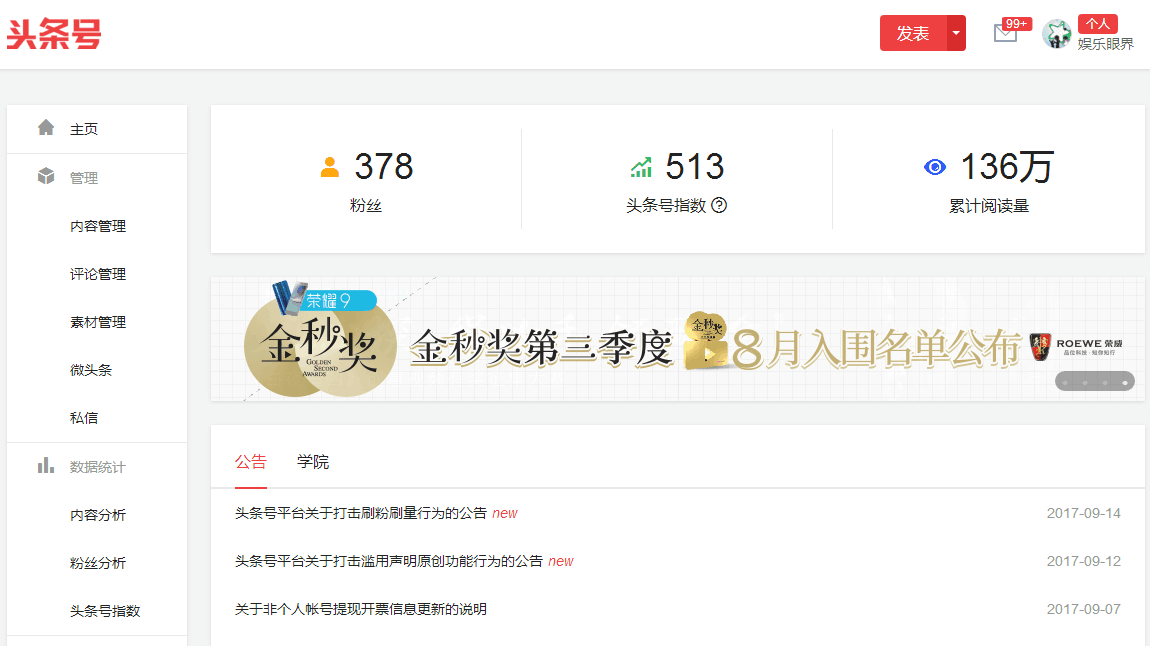 头条号
发表
99+
个人
娱乐眼界
主页
管理
内容管理
评论管理
素材管理
微头条
私信
数据统计
内容分析
粉丝分析
头条号指数
378
粉丝
513
头条号指数 ?
136万
累计阅读量
荣耀9
金秒奖
GOLDEN
SECOND
AWARDS
金秒奖第三季度
金秒奖
8月入围名单公布
ROEWE 荣威
品位科技·知你知行
公告
学院
头条号平台关于打击刷粉刷量行为的公告 new
2017-09-14
头条号平台关于打击滥用声明原创功能行为的公告 new
2017-09-12
关于非个人帐号提现开票信息更新的说明
2017-09-07